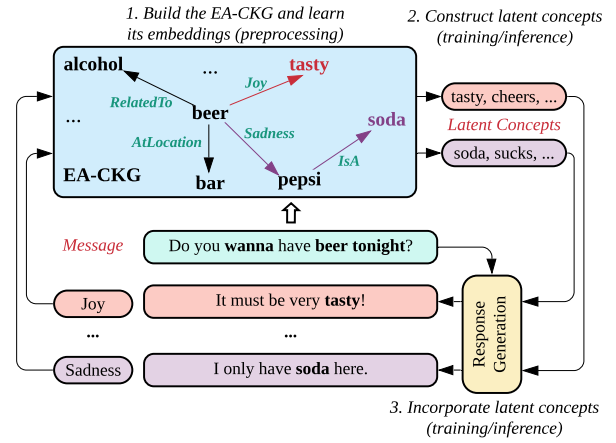 1. Build the EA-CKG and learn
its embeddings (preprocessing)
2. Construct latent concepts
(training/inference)
alcohol
...
tasty
Joy
RelatedTo
beer
soda
...
AtLocation
Sadness
IsA
EA-CKG
bar
pepsi
tasty, cheers, ...
Latent Concepts
soda, sucks, ...
Message
Do you wanna have beer tonight?
Joy
It must be very tasty!
...
...
Sadness
I only have soda here.
Response
Generation
3. Incorporate latent concepts
(training/inference)